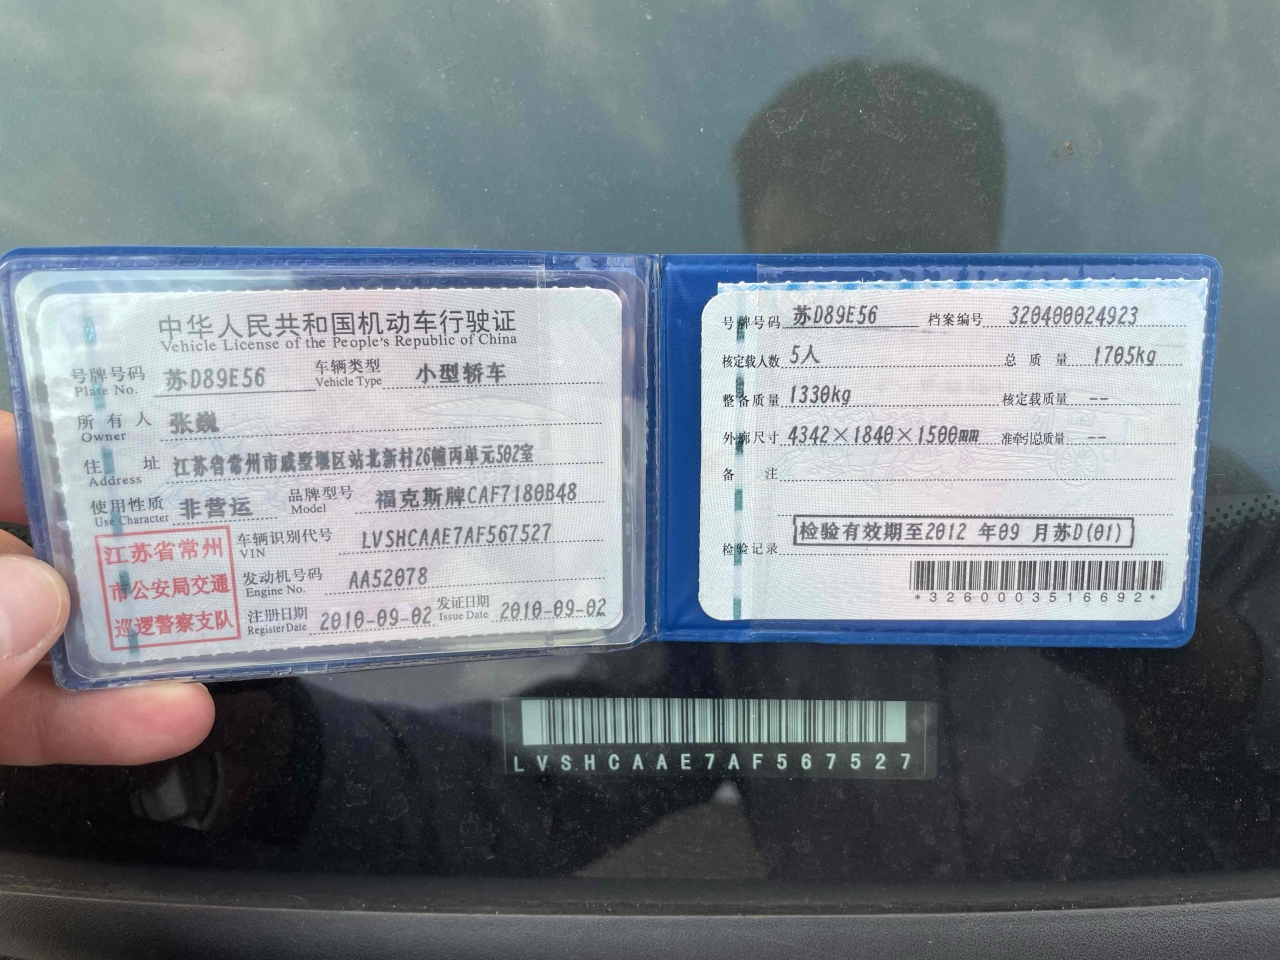 中华人民共和国机动车行驶证
Vehicle License of the People's Republic of China
号牌号码 苏D89E56 车辆类型 小型轿车
Plate No. Vehicle Type
所有人 张巍
Owner
住址 江苏省常州市戚墅堰区站北新村26幢丙单元502室
Address
使用性质 非营运 品牌型号 福克斯牌CAF7180B48
Use Character Model
江苏省常州
市公安局交通
巡逻警察支队
车辆识别代号 LVSHCAAE7AF567527
VIN
发动机号码 AA52078
Engine No.
注册日期 2010-09-02 发证日期 2010-09-02
Register Date Issue Date
号牌号码 苏D89E56 档案编号 320400024923
核定载人数 5人 总质量 1705kg
整备质量 1330kg 核定载质量 --
外廓尺寸 4342×1840×1500mm 准牵引总质量 --
备注
检验记录 检验有效期至2012 年09 月苏D(01)
*3260003516692*
LVSHCAAE7AF567527